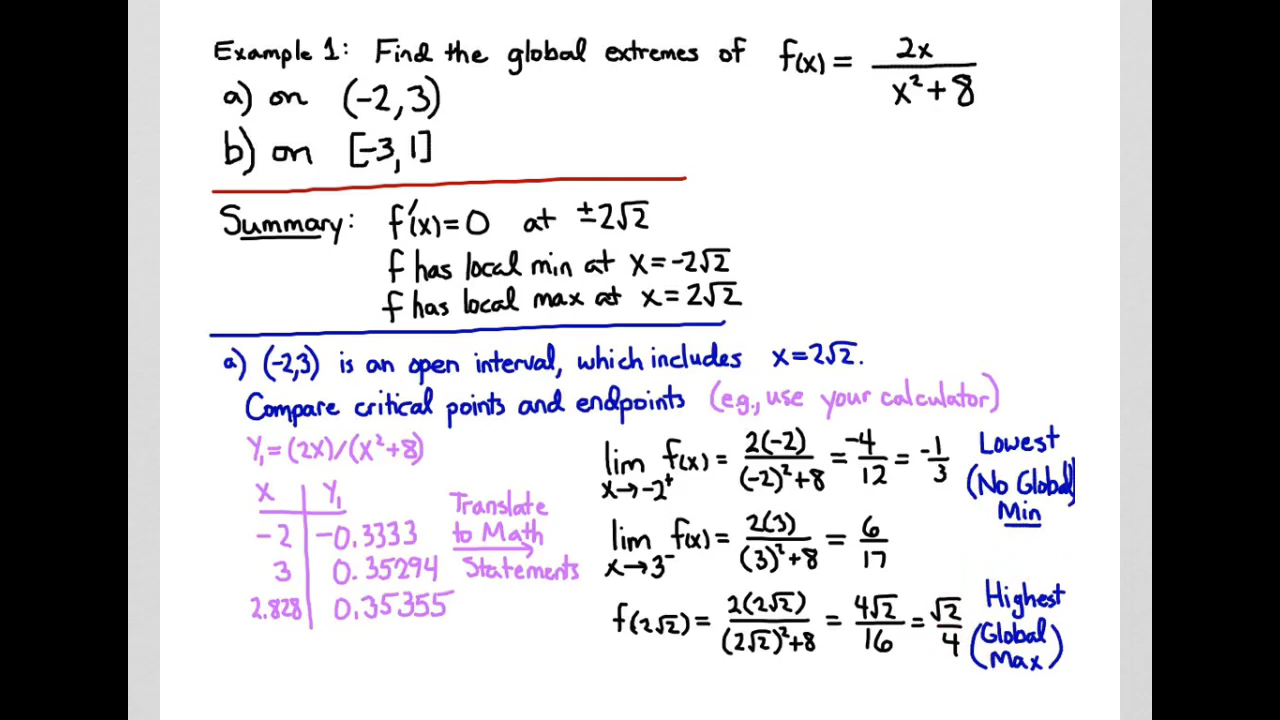 Example 1: Find the global extremes of f(x) = 2x / (x² + 8)
a) on (-2, 3)
b) on [-3, 1]
Summary: f'(x) = 0 at ±2√2
f has local min at x = -2√2
f has local max at x = 2√2
a) (-2,3) is an open interval, which includes x = 2√2.
Compare critical points and endpoints (e.g., use your calculator)
Y₁ = (2x)/(x²+8)
X | Y₁
-2 | -0.3333
3 | 0.35294
2.828 | 0.35355
Translate
to Math
Statements
lim x→-2⁺ f(x) = 2(-2) / ((-2)²+8) = -4/12 = -1/3
Lowest
(No Global)
Min
lim x→3⁻ f(x) = 2(3) / ((3)²+8) = 6/17
f(2√2) = 2(2√2) / ((2√2)²+8) = 4√2/16 = √2/4
Highest
(Global
Max)